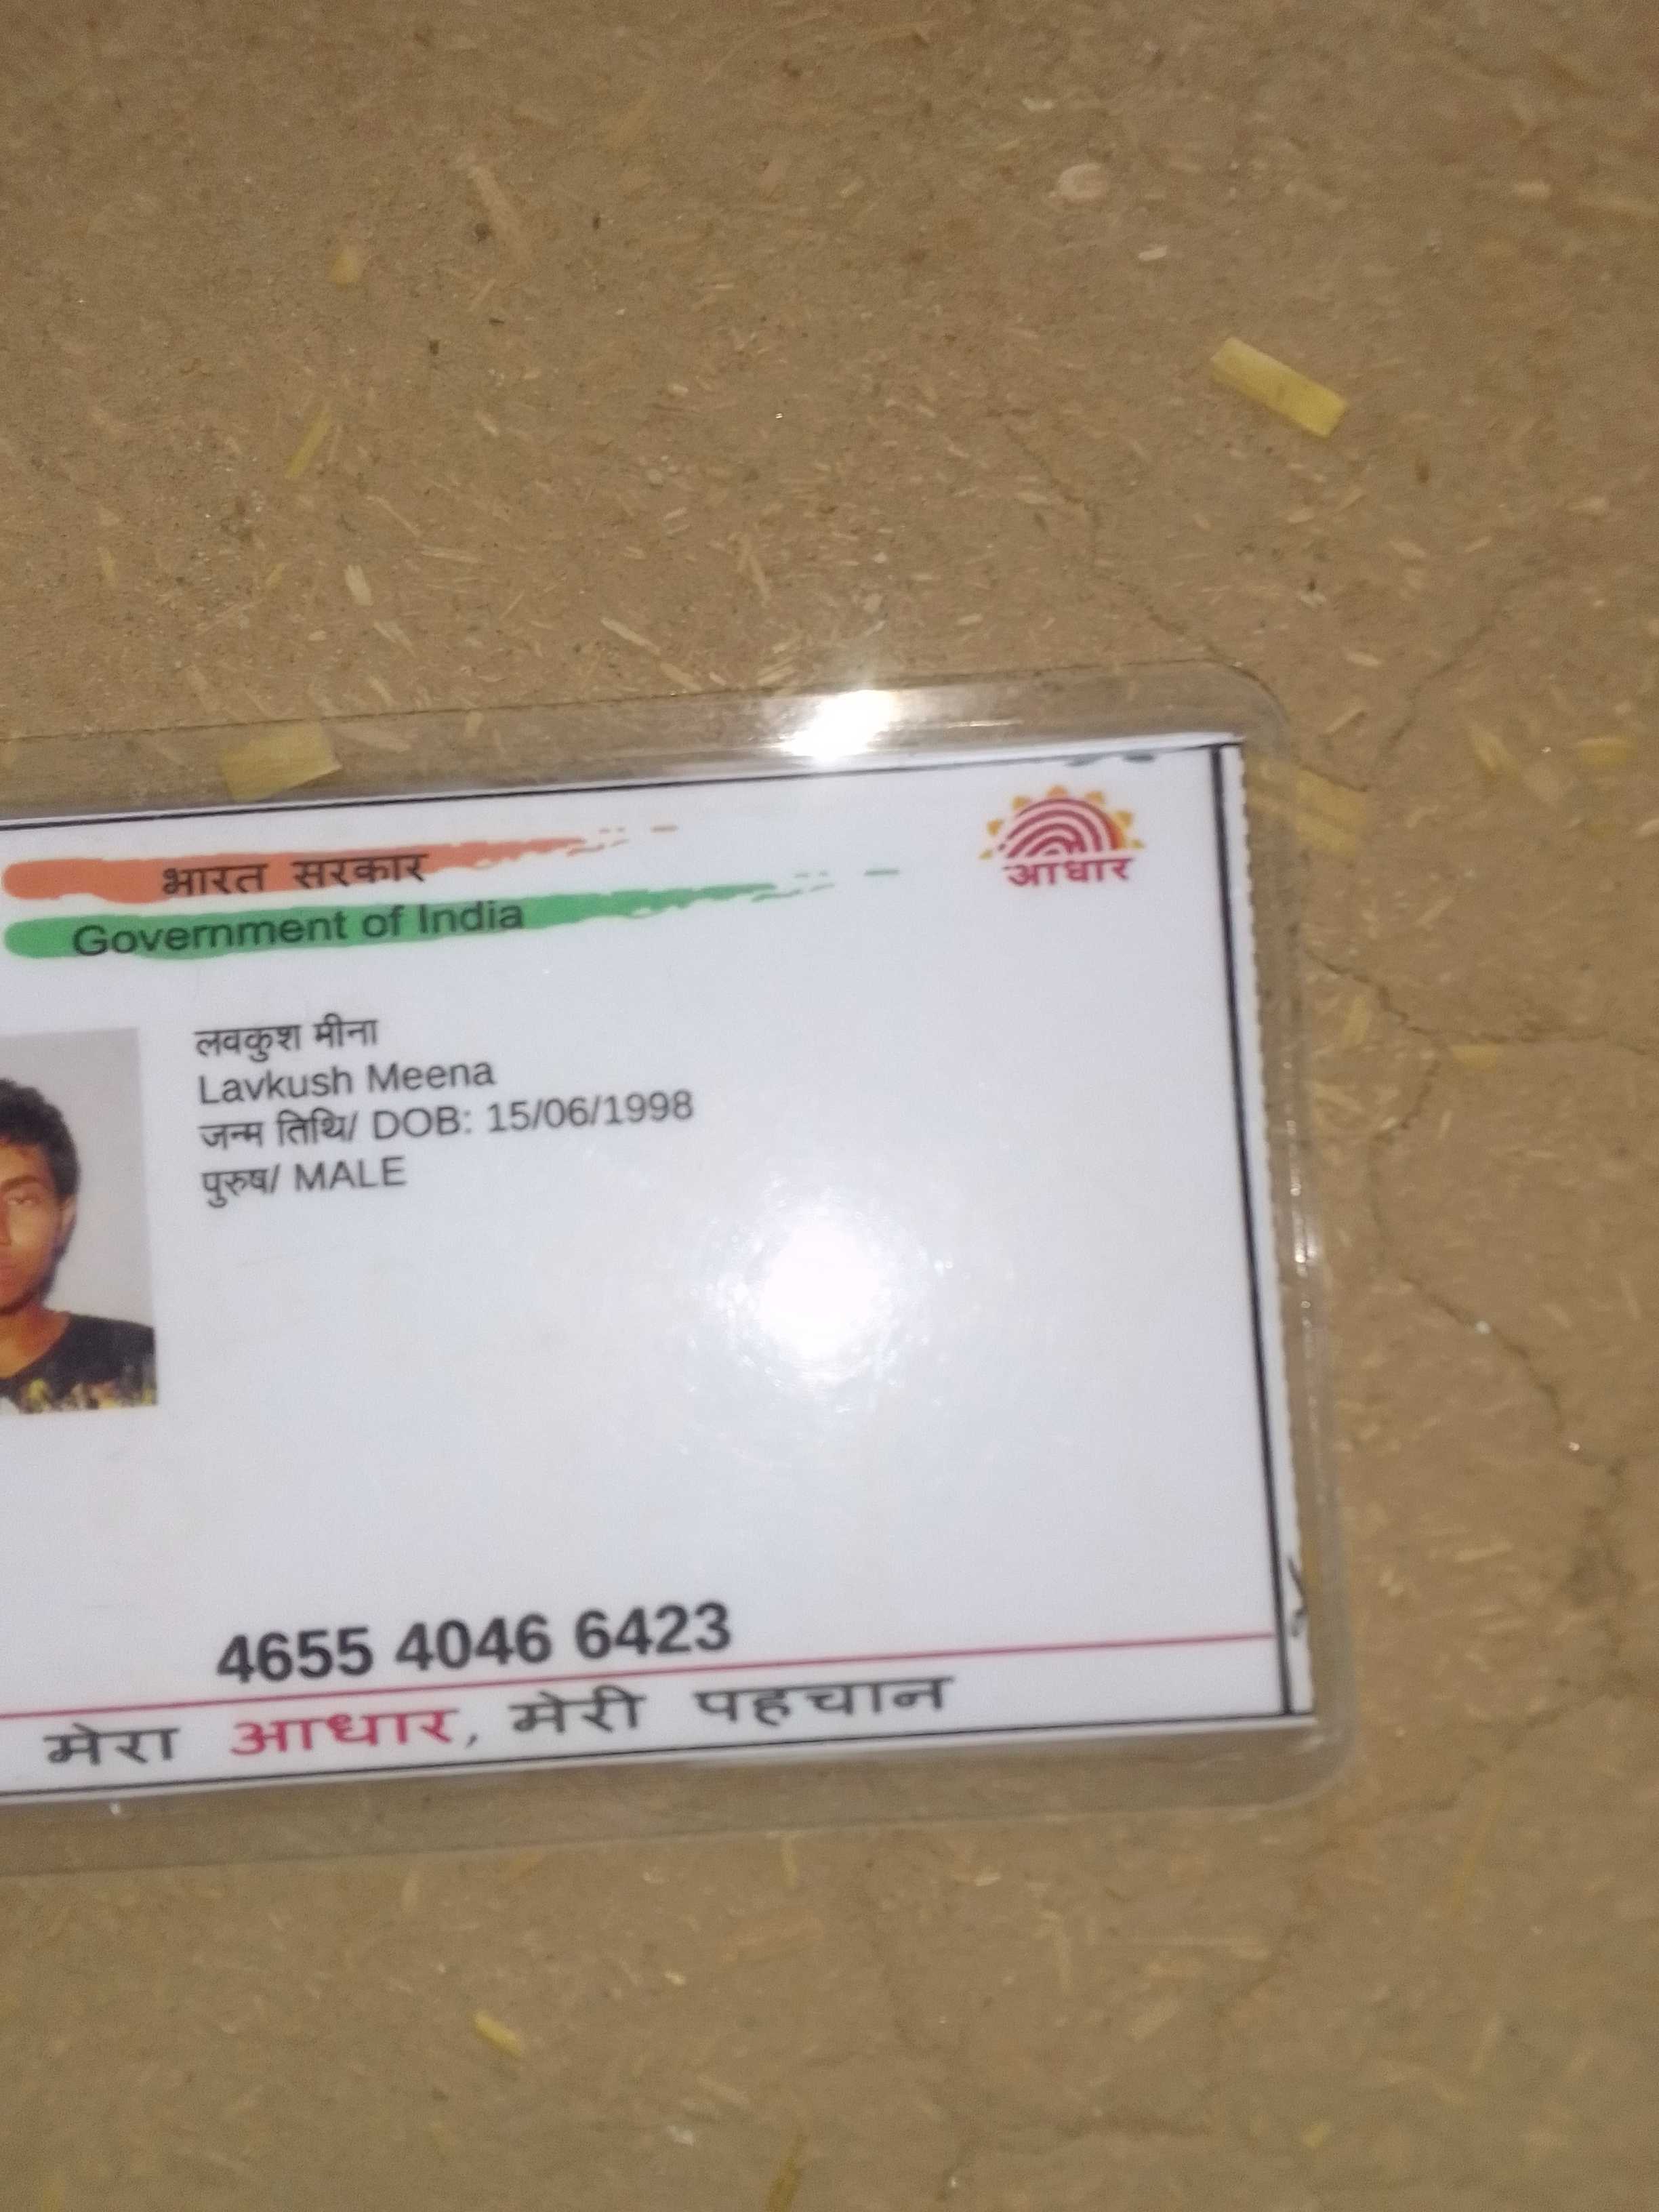 भारत सरकार
Government of India
आधार
लवकुश मीना
Lavkush Meena
जन्म तिथि/ DOB: 15/06/1998
पुरुष/ MALE
4655 4046 6423
मेरा आधार, मेरी पहचान